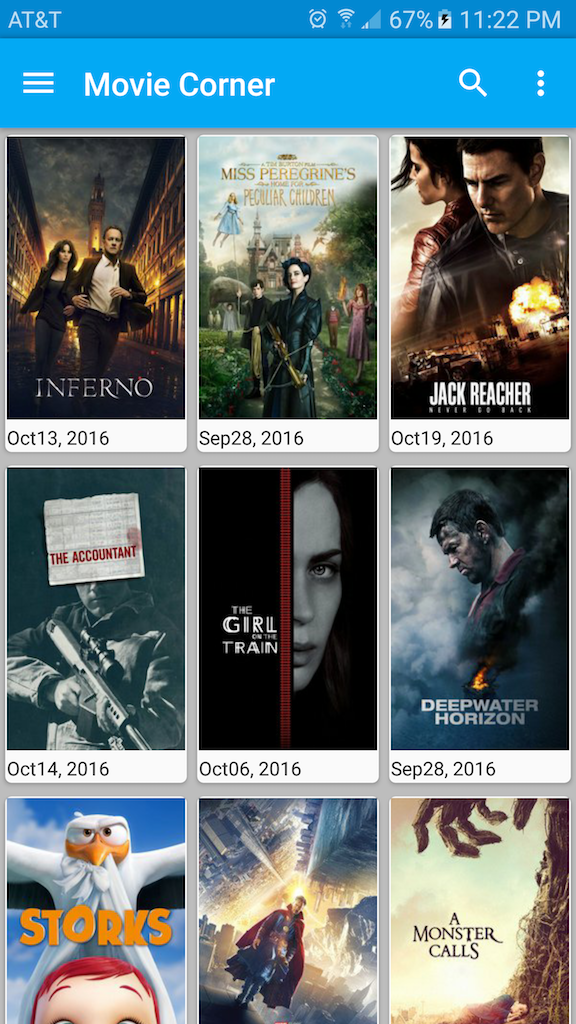 AT&T 67% 11:22 PM
Movie Corner
INFERNO
Oct13, 2016
A TIM BURTON FILM
MISS PEREGRINE'S
HOME FOR
PECULIAR CHILDREN
Sep28, 2016
JACK REACHER
NEVER GO BACK
Oct19, 2016
THE ACCOUNTANT
Oct14, 2016
THE
GIRL
ON THE
TRAIN
Oct06, 2016
DEEPWATER
HORIZON
Sep28, 2016
STORKS
A
MONSTER
CALLS